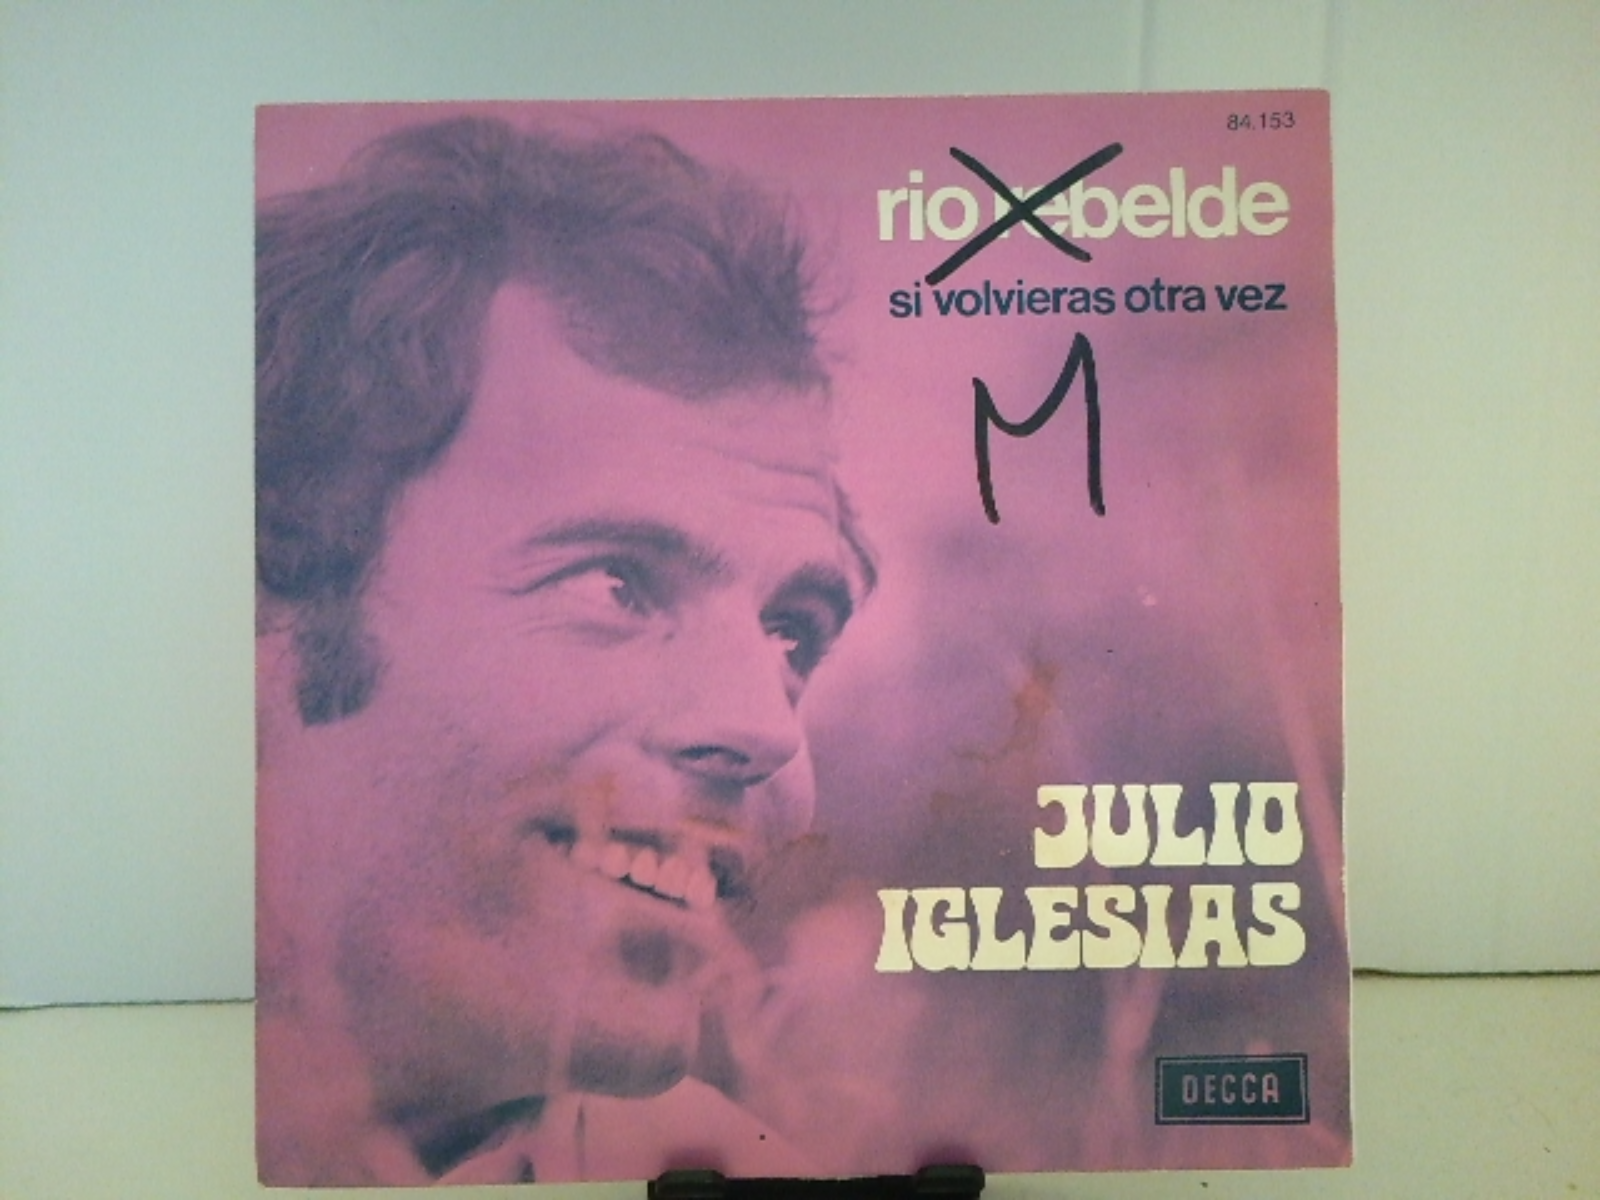 84.153
rio rebelde
si volvieras otra vez
M
JULIO
IGLESIAS
DECCA